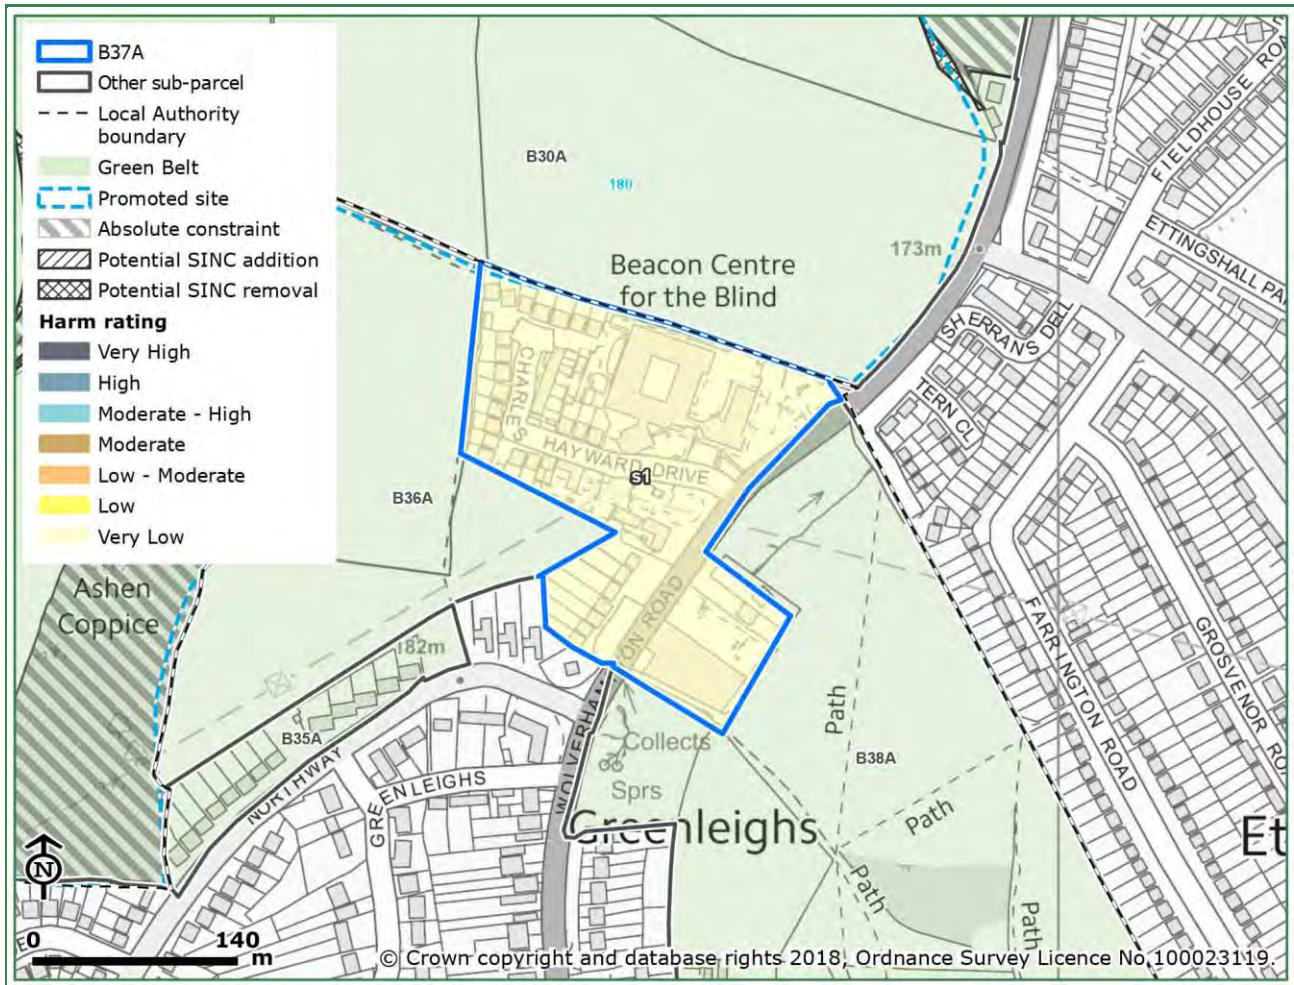 B37A
Other sub-parcel
Local Authority
boundary
Green Belt
Promoted site
Absolute constraint
Potential SINC addition
Potential SINC removal
Harm rating
Very High
High
Moderate - High
Moderate
Low - Moderate
Low
Very Low
B30A
180
173m
Beacon Centre
for the Blind
FIELDHOUSE ROA
ETTINGSHALL PA
SHERRANS DELL
TERN CL
CHARLES
HAYWARD DRIVE
s1
B36A
ON ROAD
Ashen
Coppice
182m
B35A
NORTHWAY
GREENLEIGHS
WOLVERHAM
Collects
Sprs
Greenleighs
Path
B38A
Path
Path
Path
FARRINGTON ROAD
GROSVENOR RO
Et
N
0 140
m
© Crown copyright and database rights 2018, Ordnance Survey Licence No.100023119.